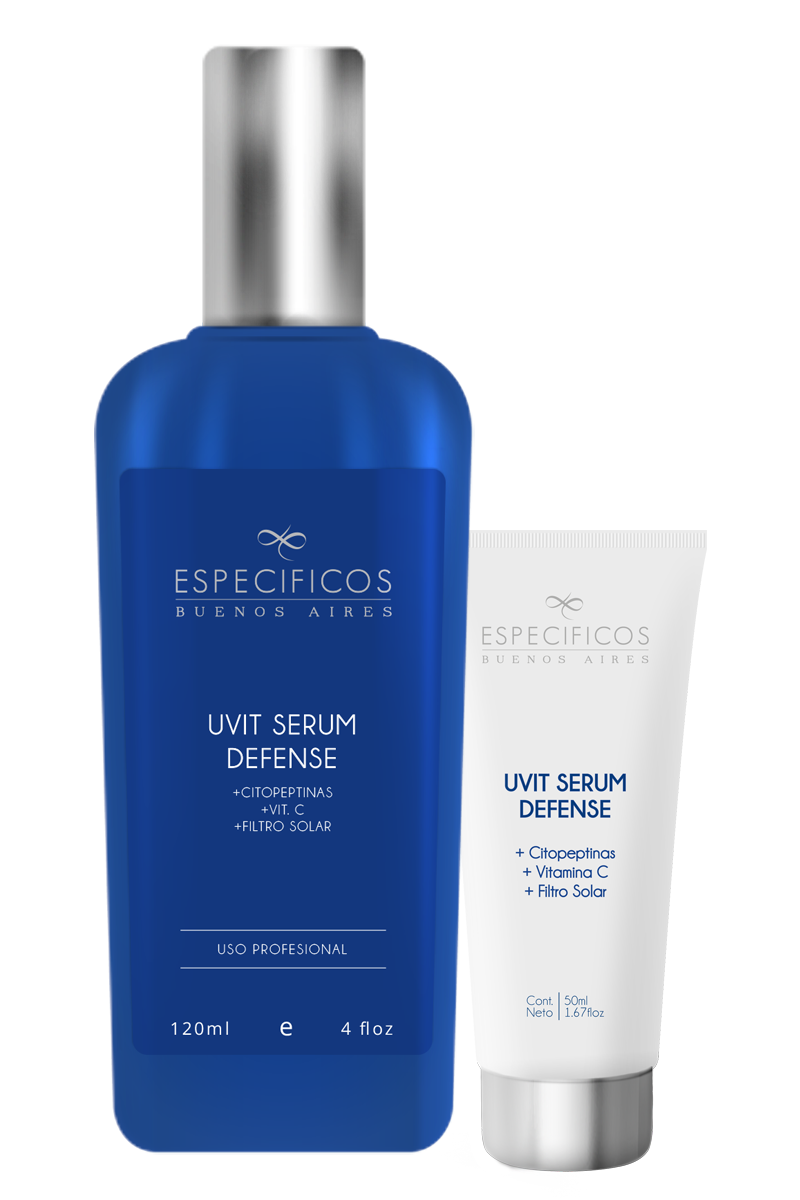 ESPECIFICOS
BUENOS AIRES
UVIT SERUM
DEFENSE
+CITOPEPTINAS
+VIT. C
+FILTRO SOLAR
USO PROFESIONAL
120ml e 4 floz
ESPECIFICOS
BUENOS AIRES
UVIT SERUM
DEFENSE
+ Citopeptinas
+ Vitamina C
+ Filtro Solar
Cont. 50ml
Neto 1.67floz